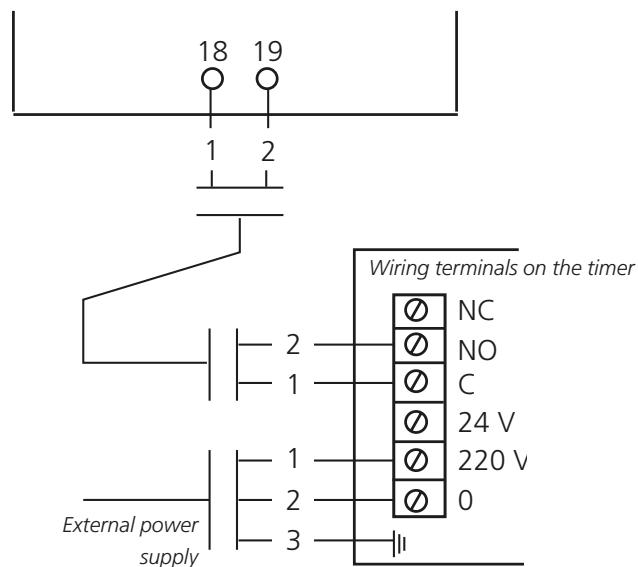 18 19
1 2
Wiring terminals on the timer
NC
2 NO
1 C
24 V
1 220 V
2 0
External power
supply
3